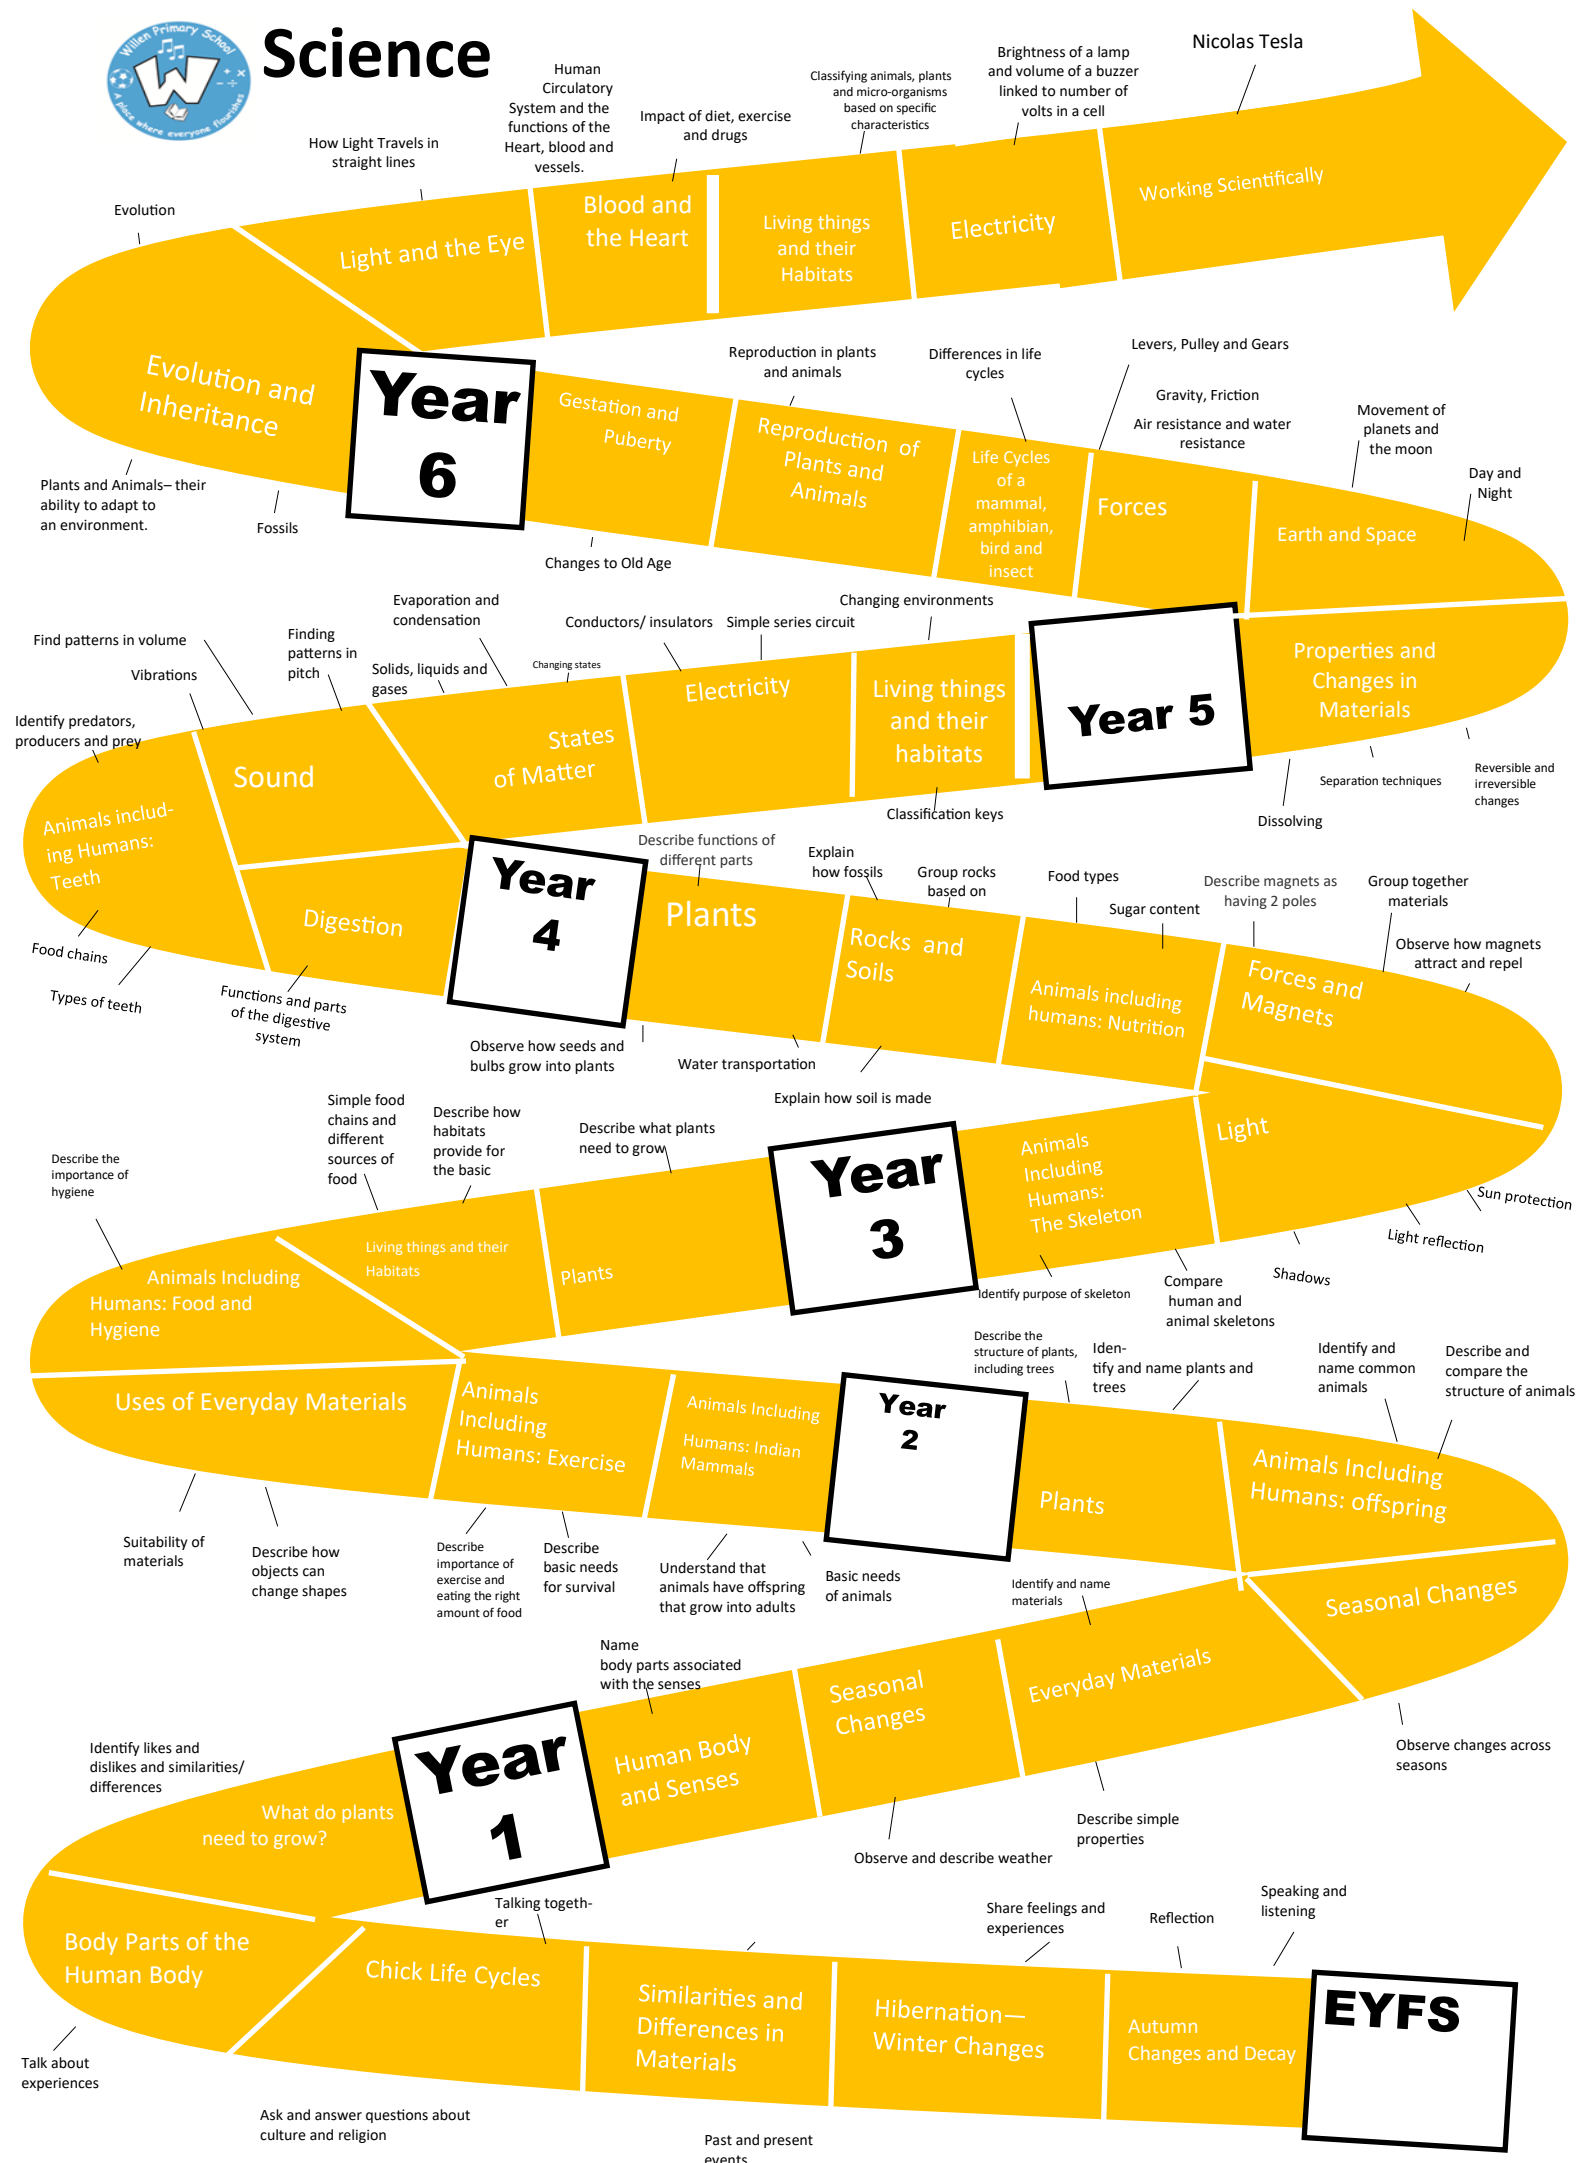 Willen Primary School
W
A place where everyone flourishes
Science
Nicolas Tesla
Brightness of a lamp
and volume of a buzzer
linked to number of
volts in a cell
Classifying animals, plants
and micro-organisms
based on specific
characteristics
Human
Circulatory
System and the
functions of the
Heart, blood and
vessels.
Impact of diet, exercise
and drugs
How Light Travels in
straight lines
Evolution
Light and the Eye
Blood and
the Heart
Living things
and their
Habitats
Electricity
Working Scientifically
Evolution and
Inheritance
Year
6
Plants and Animals– their
ability to adapt to
an environment.
Fossils
Gestation and
Puberty
Changes to Old Age
Reproduction in plants
and animals
Reproduction of
Plants and
Animals
Differences in life
cycles
Life Cycles
of a
mammal,
amphibian,
bird and
insect
Levers, Pulley and Gears
Gravity, Friction
Air resistance and water
resistance
Forces
Movement of
planets and
the moon
Day and
Night
Earth and Space
Find patterns in volume
Vibrations
Finding
patterns in
pitch
Evaporation and
condensation
Solids, liquids and
gases
Changing states
Conductors/ insulators
Simple series circuit
Changing environments
Identify predators,
producers and prey
Sound
States
of Matter
Electricity
Living things
and their
habitats
Classification keys
Year 5
Properties and
Changes in
Materials
Dissolving
Separation techniques
Reversible and
irreversible
changes
Animals includ-
ing Humans:
Teeth
Food chains
Types of teeth
Digestion
Functions and parts
of the digestive
system
Year
4
Describe functions of
different parts
Plants
Observe how seeds and
bulbs grow into plants
Water transportation
Explain
how fossils
Group rocks
based on
Rocks and
Soils
Explain how soil is made
Food types
Sugar content
Animals including
humans: Nutrition
Describe magnets as
having 2 poles
Group together
materials
Observe how magnets
attract and repel
Forces and
Magnets
Describe the
importance of
hygiene
Simple food
chains and
different
sources of
food
Describe how
habitats
provide for
the basic
Describe what plants
need to grow
Animals Including
Humans: Food and
Hygiene
Living things and their
Habitats
Plants
Year
3
Animals
Including
Humans:
The Skeleton
Light
Identify purpose of skeleton
Compare
human and
animal skeletons
Shadows
Light reflection
Sun protection
Uses of Everyday Materials
Suitability of
materials
Describe how
objects can
change shapes
Animals
Including
Humans: Exercise
Describe
importance of
exercise and
eating the right
amount of food
Describe
basic needs
for survival
Animals Including
Humans: Indian
Mammals
Understand that
animals have offspring
that grow into adults
Basic needs
of animals
Year
2
Describe the
structure of plants,
including trees
Iden-
tify and name plants and
trees
Plants
Identify and
name common
animals
Describe and
compare the
structure of animals
Animals Including
Humans: offspring
Identify likes and
dislikes and similarities/
differences
What do plants
need to grow?
Year
1
Name
body parts associated
with the senses
Human Body
and Senses
Seasonal
Changes
Observe and describe weather
Identify and name
materials
Everyday Materials
Describe simple
properties
Seasonal Changes
Observe changes across
seasons
Body Parts of the
Human Body
Talk about
experiences
Talking togeth-
er
Chick Life Cycles
Ask and answer questions about
culture and religion
Similarities and
Differences in
Materials
Past and present
events
Hibernation—
Winter Changes
Share feelings and
experiences
Reflection
Speaking and
listening
Autumn
Changes and Decay
EYFS